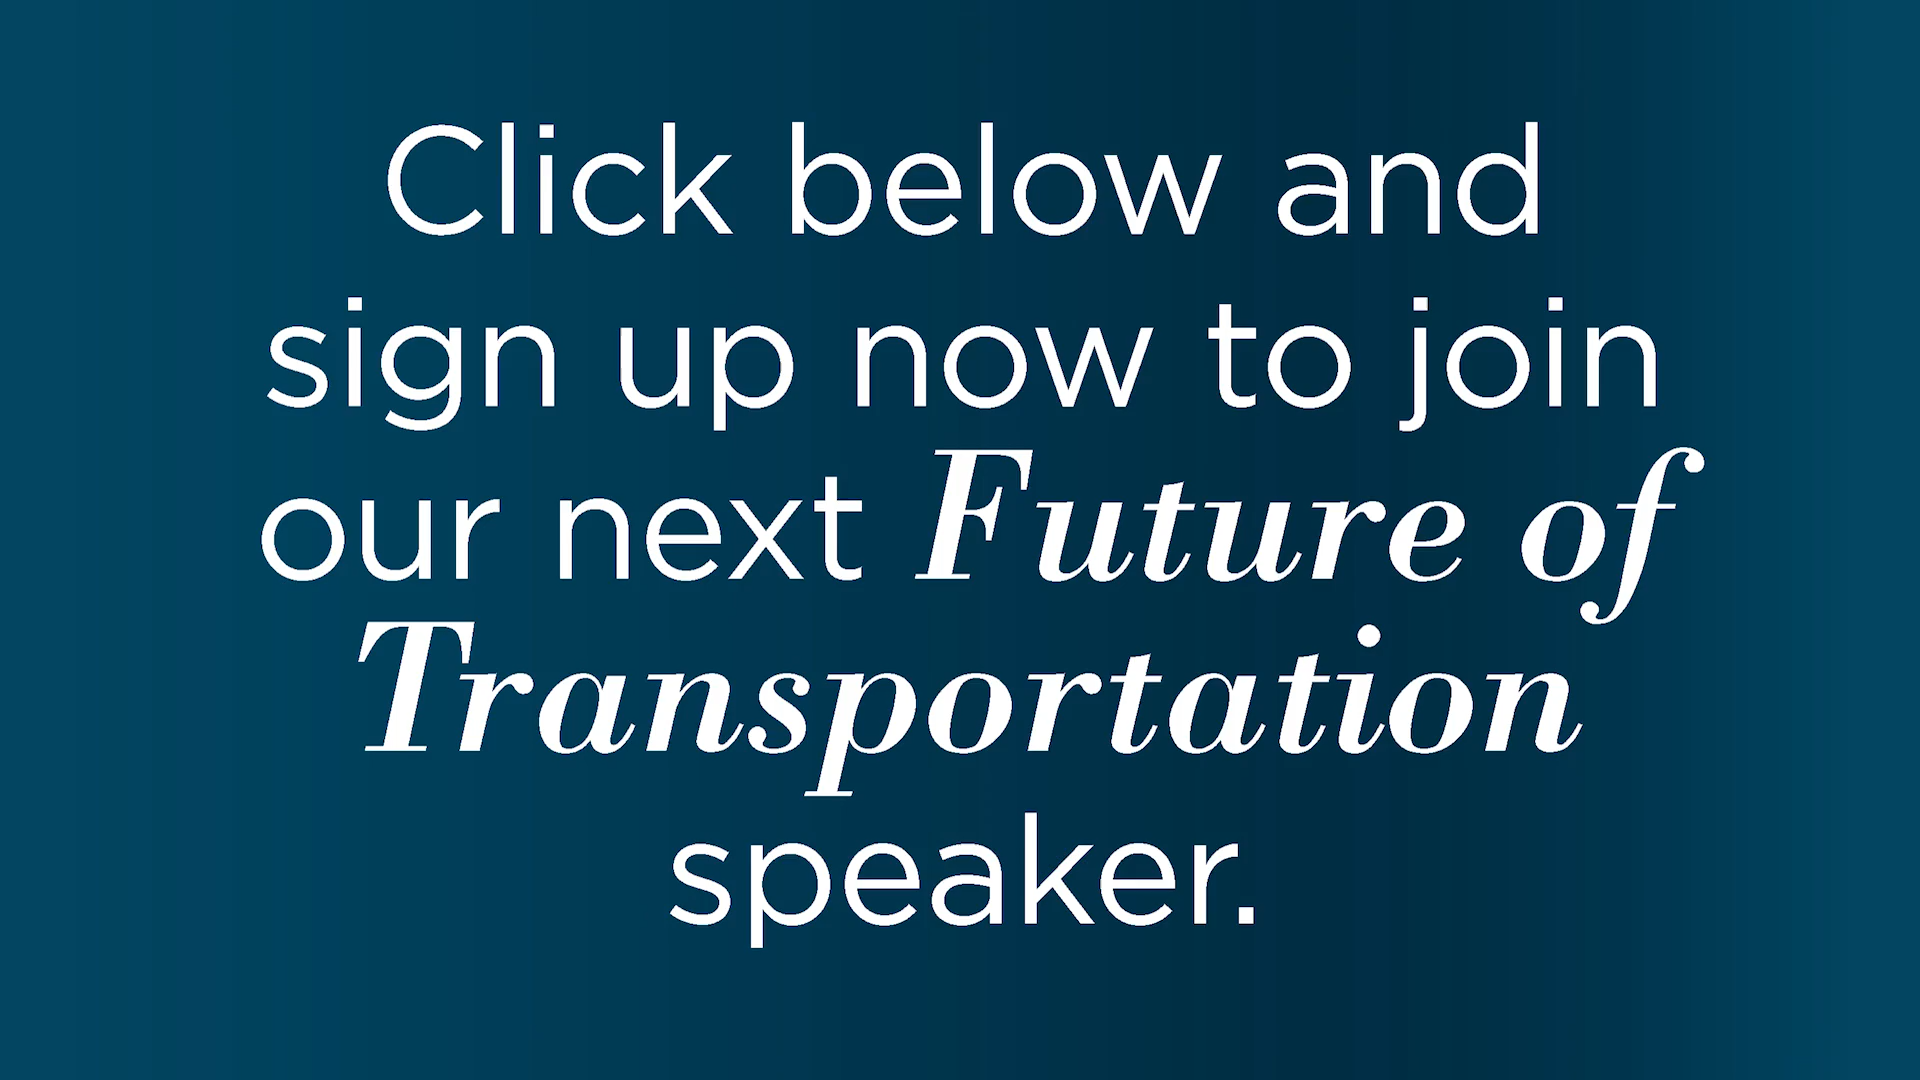 Click below and
sign up now to join
our next Future of
Transportation
speaker.